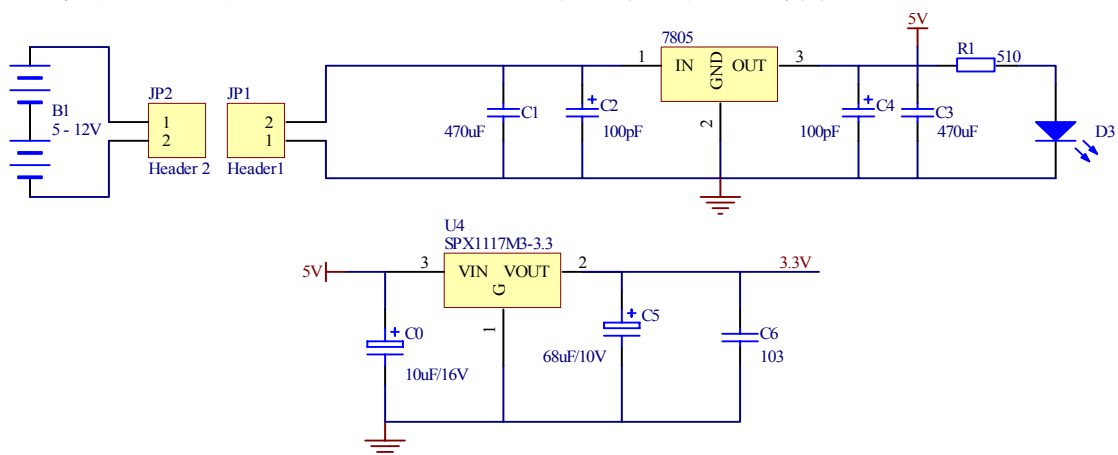 B1
5 - 12V
JP2
1
2
Header 2
JP1
2
1
Header1
C1
470uF
+
C2
100pF
7805
1
IN
GND
OUT
3
2
+
C4
100pF
5V
C3
470uF
R1
510
D3
U4
SPX1117M3-3.3
5V
3
VIN
VOUT
G
2
1
3.3V
+
C0
10uF/16V
+
C5
68uF/10V
C6
103